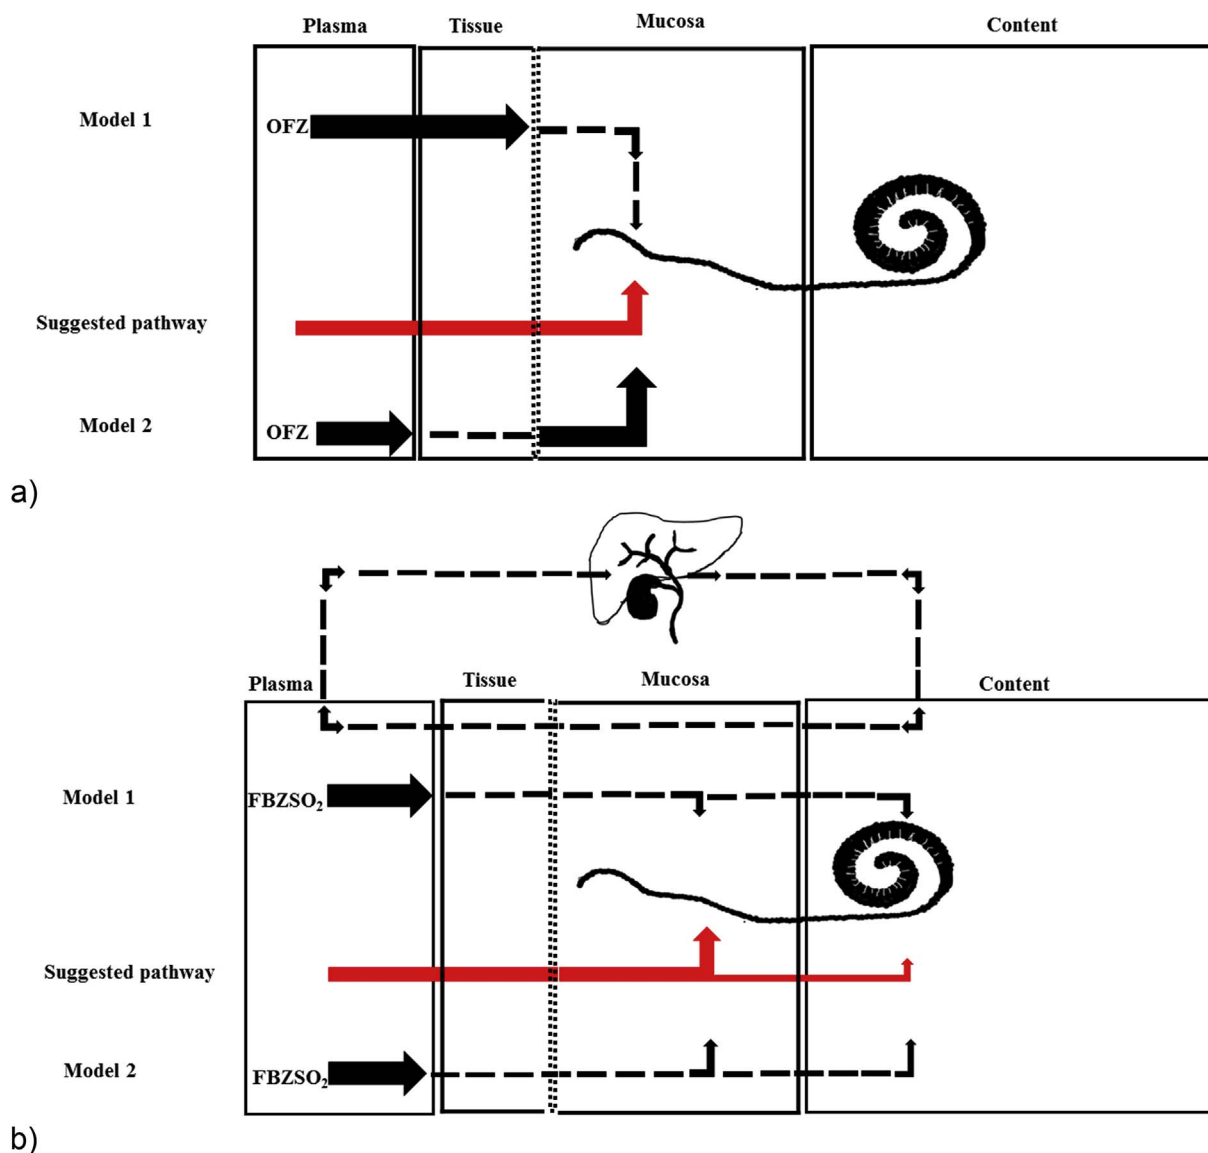 Plasma Tissue Mucosa Content
Model 1
OFZ
Suggested pathway
Model 2
OFZ
a)
Plasma Tissue Mucosa Content
Model 1
FBZSO₂
Suggested pathway
Model 2
FBZSO₂
b)